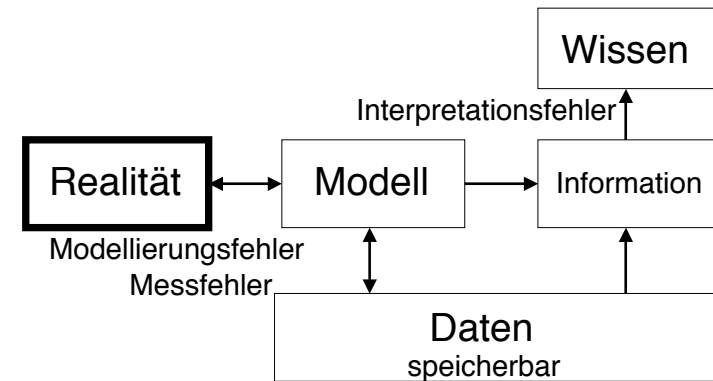 Wissen
Interpretationsfehler
Realität
Modell
Information
Modellierungsfehler
Messfehler
Daten
speicherbar